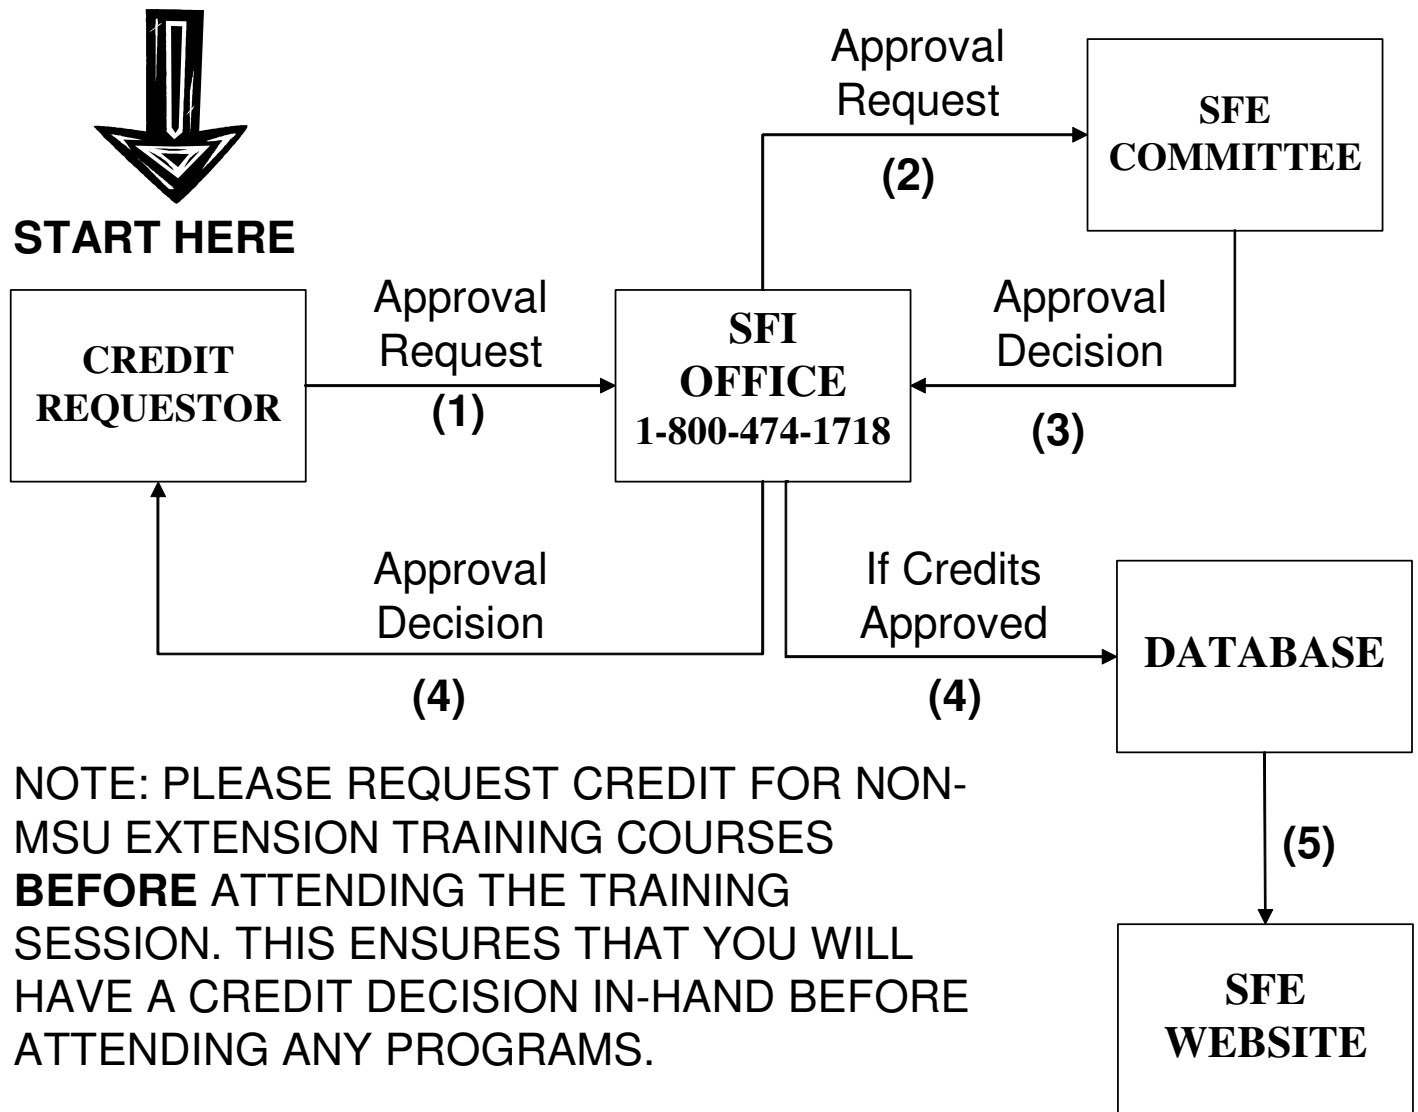 START HERE
CREDIT
REQUESTOR
Approval
Request
(1)
SFI
OFFICE
1-800-474-1718
Approval
Request
(2)
SFE
COMMITTEE
Approval
Decision
(3)
Approval
Decision
(4)
If Credits
Approved
(4)
DATABASE
(5)
SFE
WEBSITE
NOTE: PLEASE REQUEST CREDIT FOR NON-
MSU EXTENSION TRAINING COURSES
BEFORE ATTENDING THE TRAINING
SESSION. THIS ENSURES THAT YOU WILL
HAVE A CREDIT DECISION IN-HAND BEFORE
ATTENDING ANY PROGRAMS.